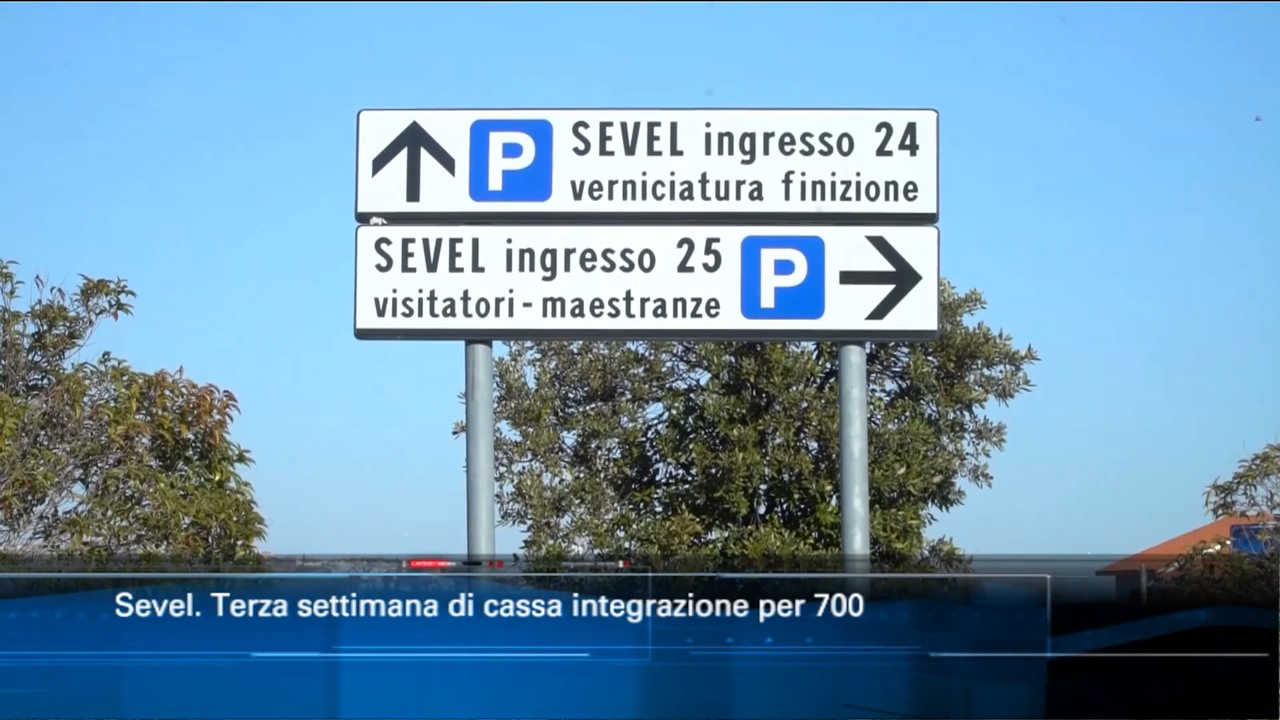 P SEVEL ingresso 24
verniciatura finizione
SEVEL ingresso 25 P
visitatori - maestranze
Sevel. Terza settimana di cassa integrazione per 700